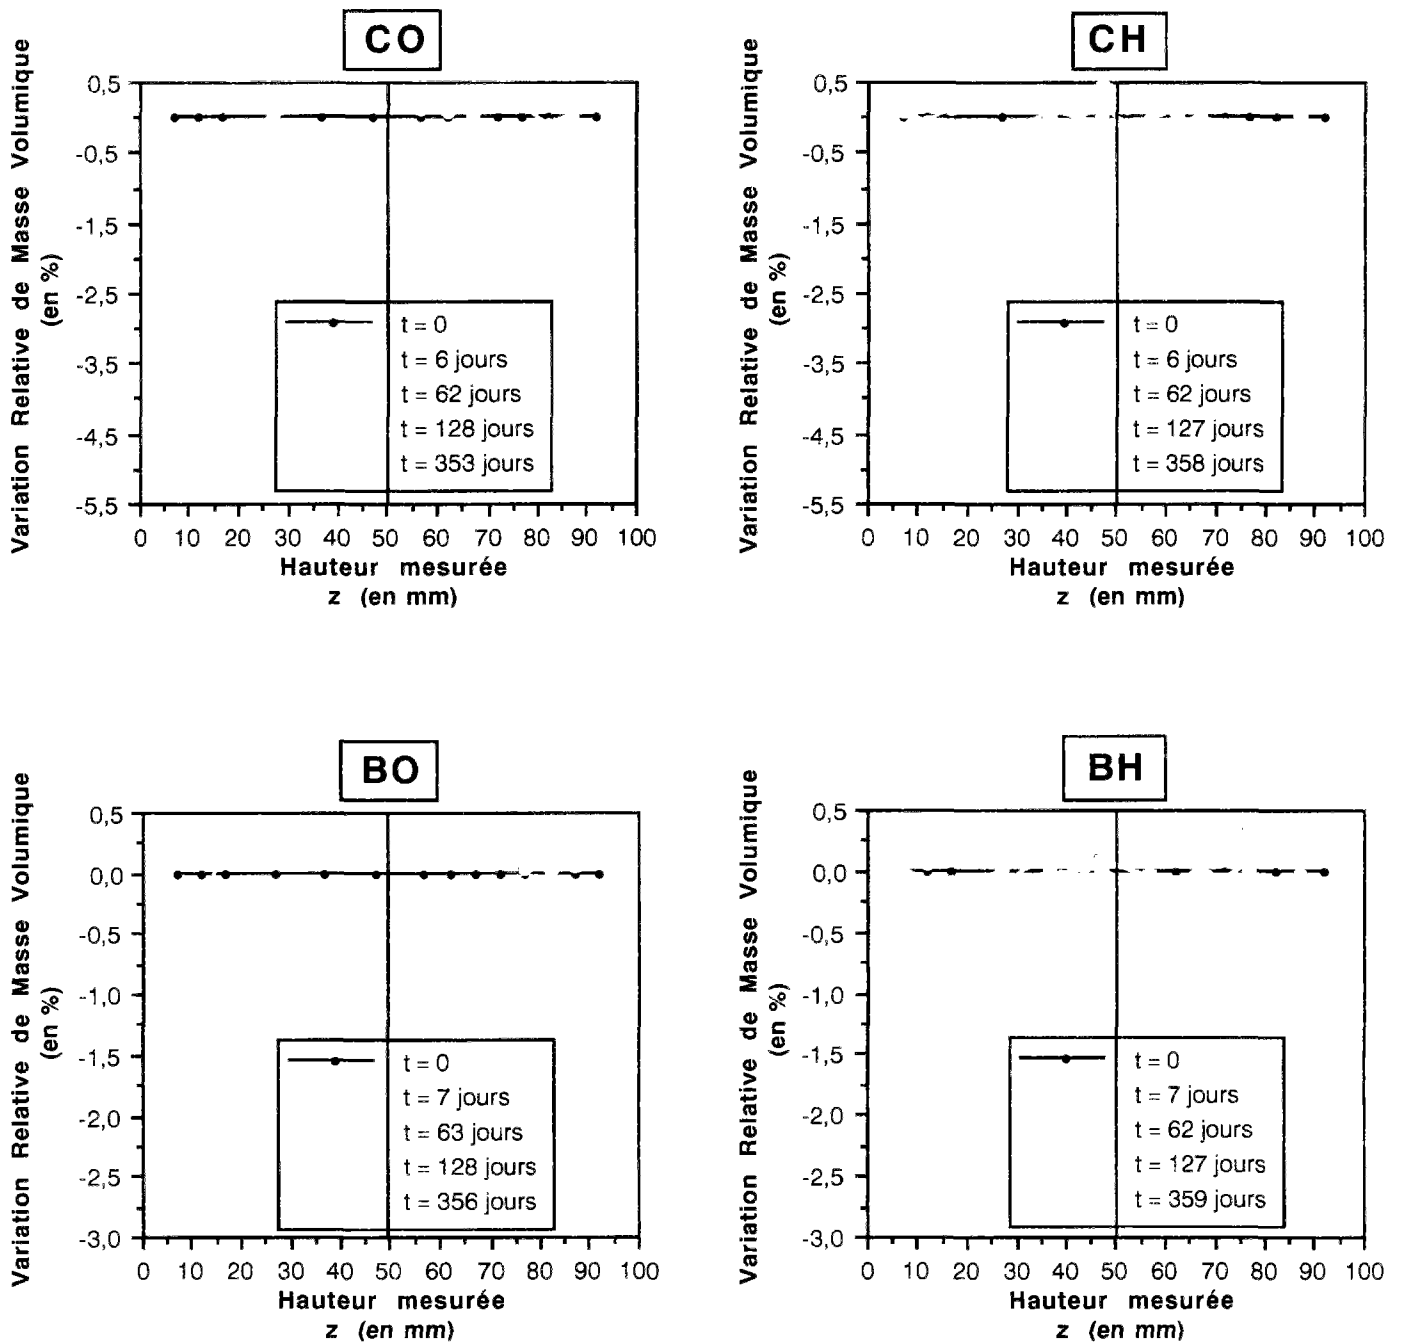 CO
Variation Relative de Masse Volumique
(en %)
0,5
-0,5
-1,5
-2,5
-3,5
-4,5
-5,5
t = 0
t = 6 jours
t = 62 jours
t = 128 jours
t = 353 jours
0 10 20 30 40 50 60 70 80 90 100
Hauteur mesurée
z (en mm)
CH
Variation Relative de Masse Volumique
(en %)
0,5
-0,5
-1,5
-2,5
-3,5
-4,5
-5,5
t = 0
t = 6 jours
t = 62 jours
t = 127 jours
t = 358 jours
0 10 20 30 40 50 60 70 80 90 100
Hauteur mesurée
z (en mm)
BO
Variation Relative de Masse Volumique
(en %)
0,5
0,0
-0,5
-1,0
-1,5
-2,0
-2,5
-3,0
t = 0
t = 7 jours
t = 63 jours
t = 128 jours
t = 356 jours
0 10 20 30 40 50 60 70 80 90 100
Hauteur mesurée
z (en mm)
BH
Variation Relative de Masse Volumique
(en %)
0,5
0,0
-0,5
-1,0
-1,5
-2,0
-2,5
-3,0
t = 0
t = 7 jours
t = 62 jours
t = 127 jours
t = 359 jours
0 10 20 30 40 50 60 70 80 90 100
Hauteur mesurée
z (en mm)